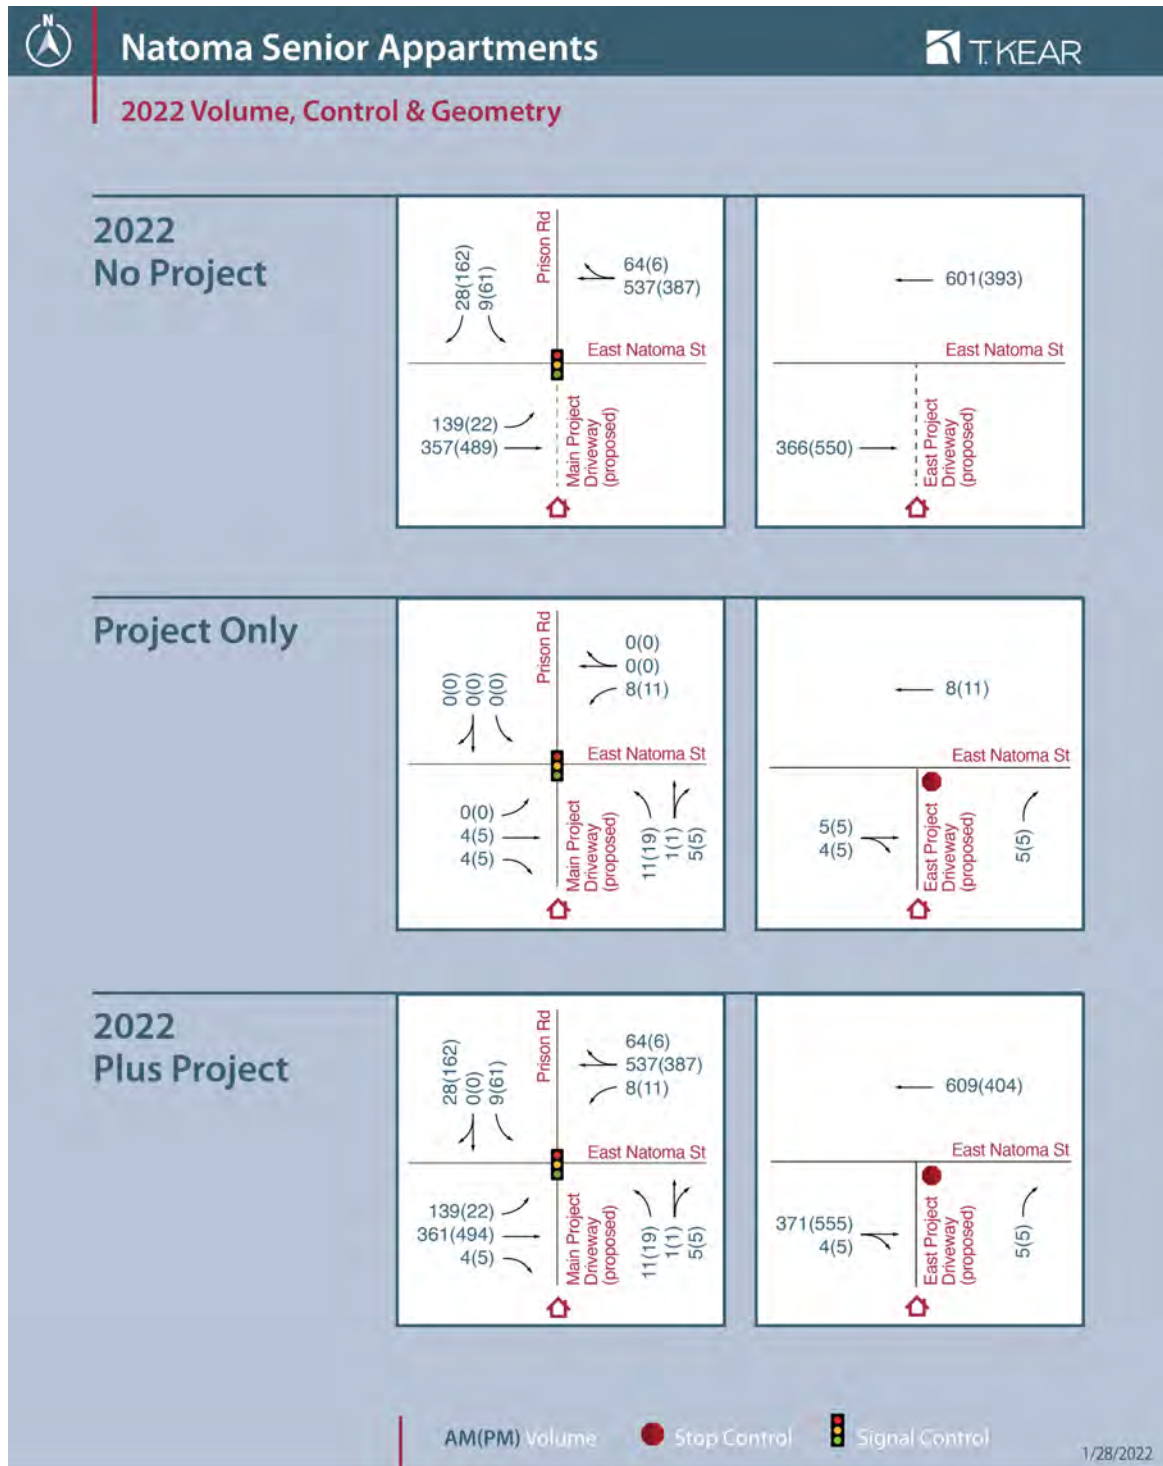 N
Natoma Senior Appartments
T.KEAR
2022 Volume, Control & Geometry
2022
No Project
28(162)
9(61)
Prison Rd
64(6)
537(387)
East Natoma St
139(22)
357(489)
Main Project
Driveway
(proposed)
601(393)
East Natoma St
366(550)
East Project
Driveway
(proposed)
Project Only
0(0)
0(0)
0(0)
Prison Rd
0(0)
0(0)
8(11)
East Natoma St
0(0)
4(5)
4(5)
Main Project
Driveway
(proposed)
11(19)
1(1)
5(5)
8(11)
East Natoma St
5(5)
4(5)
East Project
Driveway
(proposed)
5(5)
2022
Plus Project
28(162)
0(0)
9(61)
Prison Rd
64(6)
537(387)
8(11)
East Natoma St
139(22)
361(494)
4(5)
Main Project
Driveway
(proposed)
11(19)
1(1)
5(5)
609(404)
East Natoma St
371(555)
4(5)
East Project
Driveway
(proposed)
5(5)
AM(PM) Volume
Stop Control
Signal Control
1/28/2022